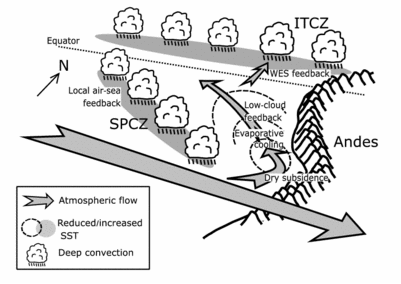 ITCZ
Equator
N
WES feedback
Local air-sea
feedback
Low-cloud
feedback
SPCZ
Evaporative
cooling
Andes
Dry subsidence
Atmospheric flow
Reduced/increased
SST
Deep convection